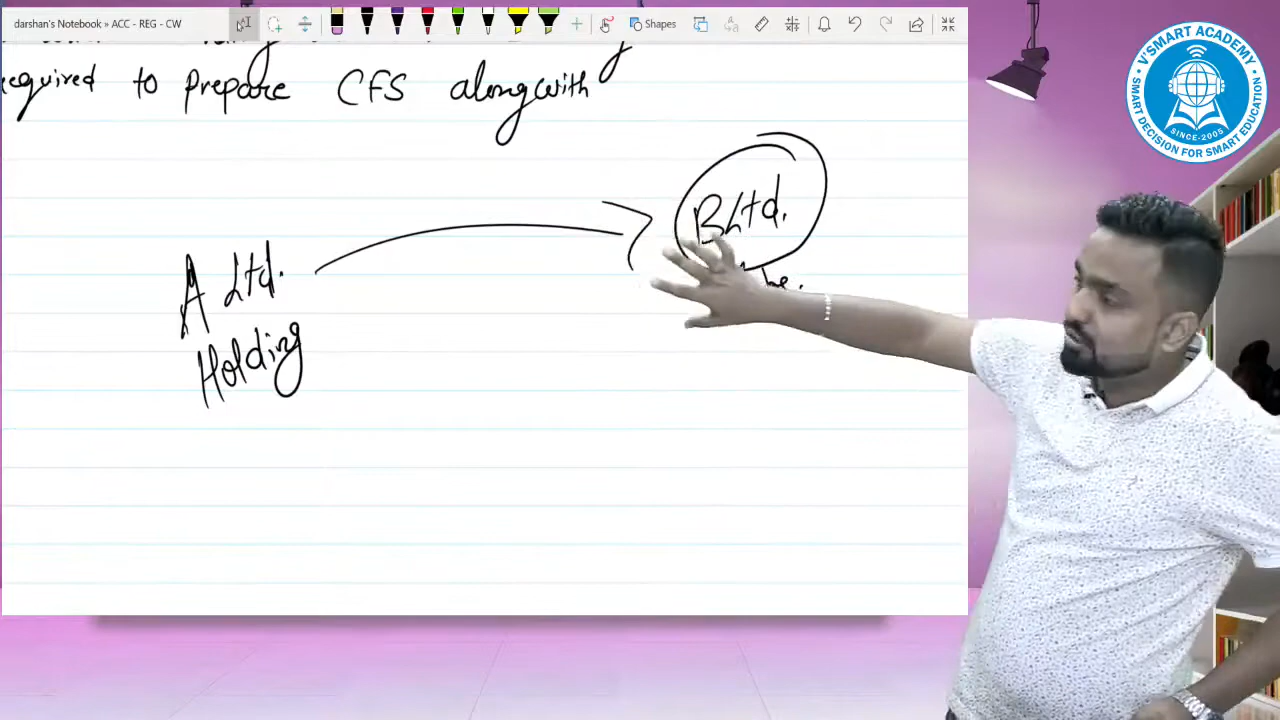 darshan's Notebook » ACC - REG - CW
Shapes
required to prepare CFS alongwith
B Ltd.
A Ltd.
Holding
V'SMART ACADEMY
SINCE-2005
SMART DECISION FOR SMART EDUCATION